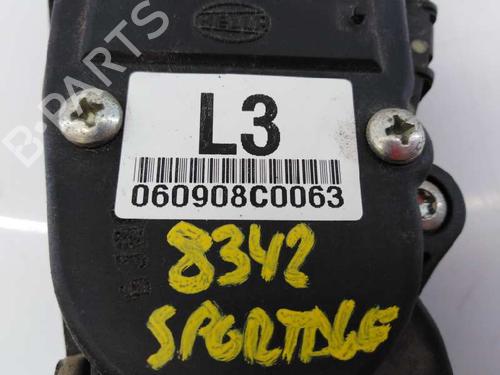 HELLA
L3
060908C0063
8342
SPORTAGE
B-PARTS